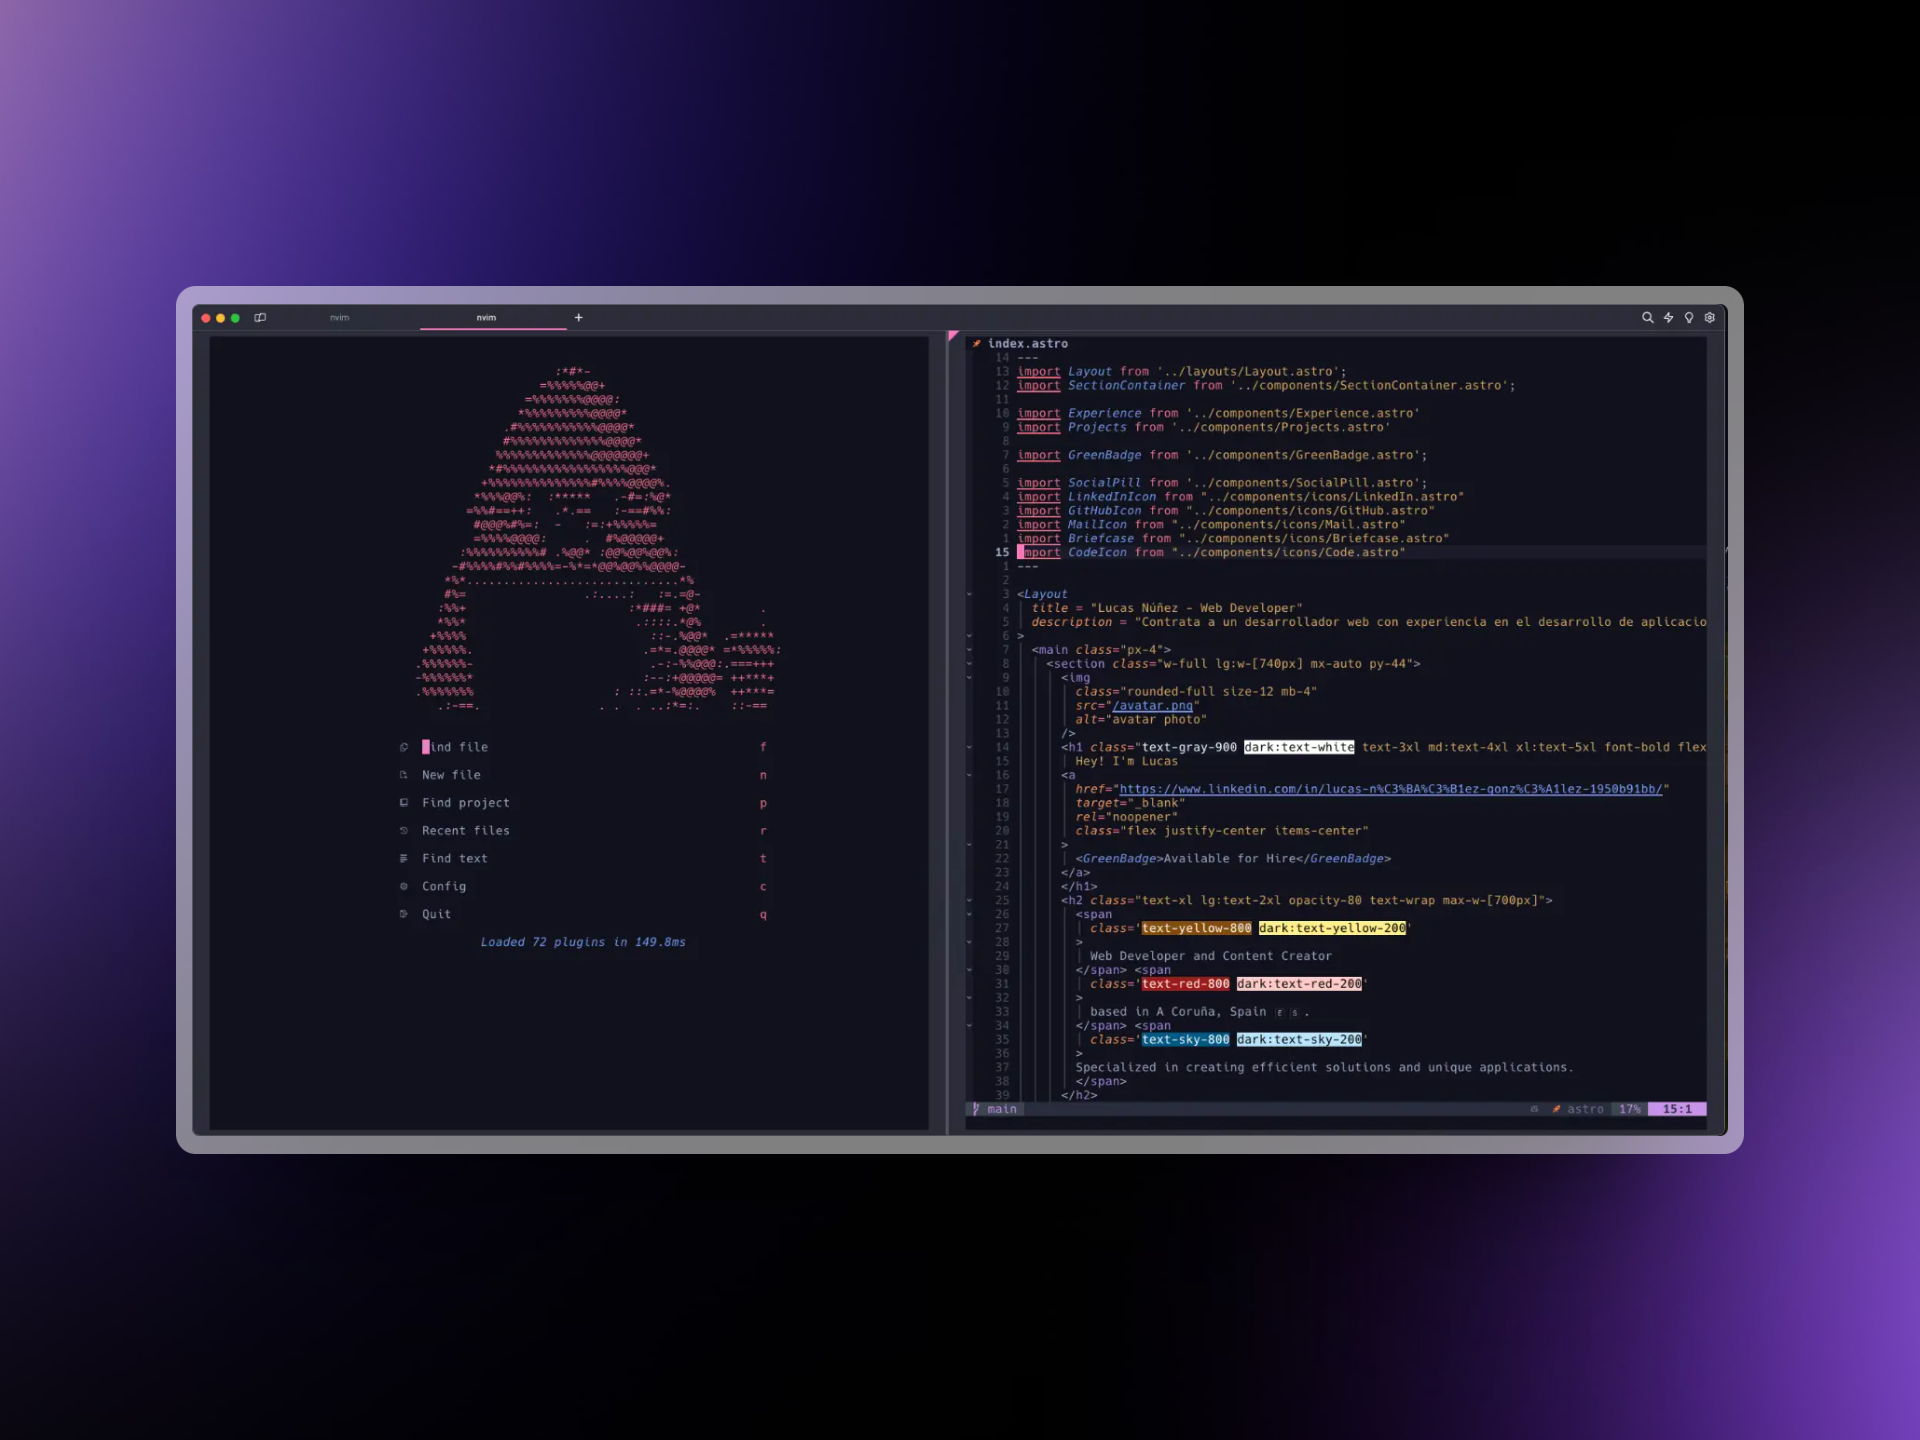 nvim
nvim
+
Find file f
New file n
Find project p
Recent files r
Find text t
Config c
Quit q
Loaded 72 plugins in 149.8ms
index.astro
14 ---
13 import Layout from '../layouts/Layout.astro';
12 import SectionContainer from '../components/SectionContainer.astro';
11
10 import Experience from '../components/Experience.astro'
9 import Projects from '../components/Projects.astro'
8
7 import GreenBadge from '../components/GreenBadge.astro';
6
5 import SocialPill from '../components/SocialPill.astro';
4 import LinkedInIcon from "../components/icons/LinkedIn.astro"
3 import GitHubIcon from "../components/icons/GitHub.astro"
2 import MailIcon from "../components/icons/Mail.astro"
1 import Briefcase from "../components/icons/Briefcase.astro"
15 import CodeIcon from "../components/icons/Code.astro"
1 ---
2
3 <Layout
4 title = "Lucas Núñez - Web Developer"
5 description = "Contrata a un desarrollador web con experiencia en el desarrollo de aplicacio
6 >
7 <main class="px-4">
8 <section class="w-full lg:w-[740px] mx-auto py-44">
9 <img
10 class="rounded-full size-12 mb-4"
11 src="/avatar.png"
12 alt="avatar photo"
13 />
14 <h1 class="text-gray-900 dark:text-white text-3xl md:text-4xl xl:text-5xl font-bold flex
15 Hey! I'm Lucas
16 <a
17 href="https://www.linkedin.com/in/lucas-n%C3%BA%C3%B1ez-gonz%C3%A1lez-1950b91bb/"
18 target="_blank"
19 rel="noopener"
20 class="flex justify-center items-center"
21 >
22 <GreenBadge>Available for Hire</GreenBadge>
23 </a>
24 </h1>
25 <h2 class="text-xl lg:text-2xl opacity-80 text-wrap max-w-[700px]">
26 <span
27 class='text-yellow-800 dark:text-yellow-200'
28 >
29 Web Developer and Content Creator
30 </span> <span
31 class='text-red-800 dark:text-red-200'
32 >
33 based in A Coruña, Spain E S .
34 </span> <span
35 class='text-sky-800 dark:text-sky-200'
36 >
37 Specialized in creating efficient solutions and unique applications.
38 </span>
39 </h2>
main astro 17% 15:1